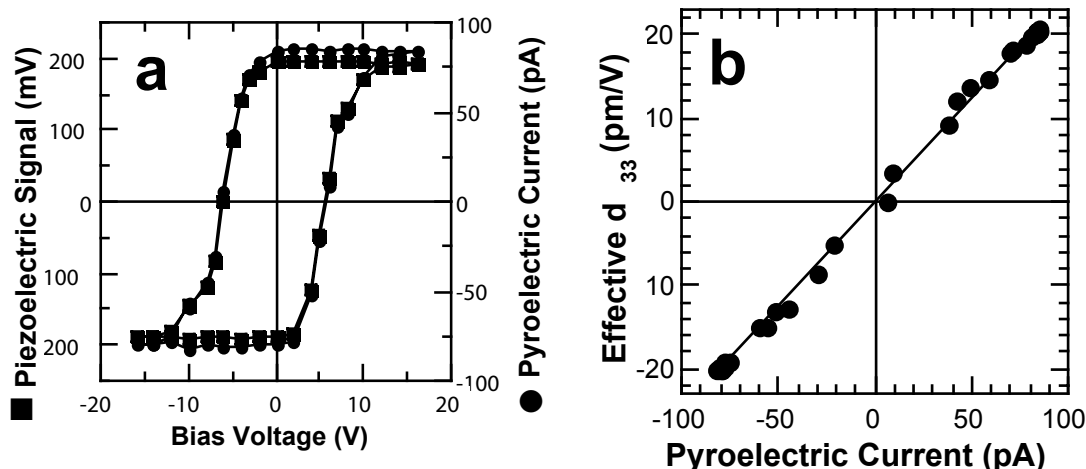 a
■ Piezoelectric Signal (mV)
200
100
0
100
200
100
50
0
-50
-100
● Pyroelectric Current (pA)
-20 -10 0 10 20
Bias Voltage (V)
b
Effective d 33 (pm/V)
20
10
0
10
-20
-100 -50 0 50 100
Pyroelectric Current (pA)